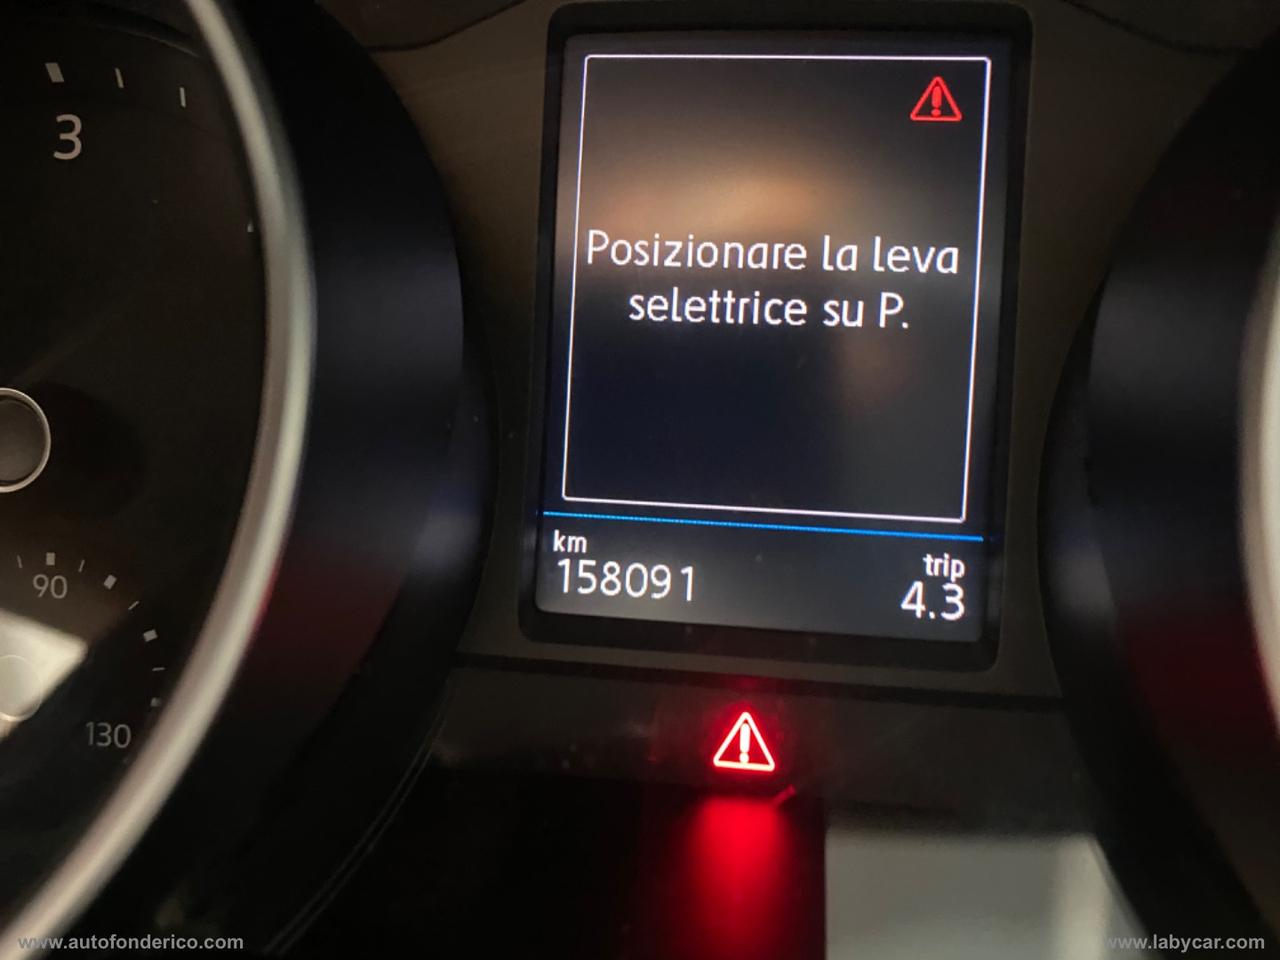 3
Posizionare la leva
selettrice su P.
km
trip
158091
4.3
90
130
www.autofonderico.com
www.labycar.com